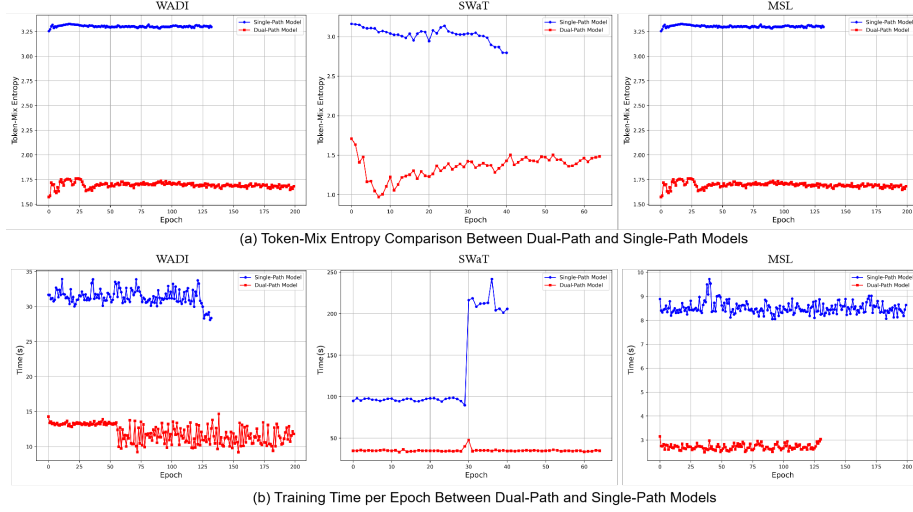 WADI
SWaT
MSL
Token-Mix Entropy
3.25
3.00
2.75
2.50
2.25
2.00
1.75
1.50
0
25
50
75
100
125
150
175
200
Epoch
Single-Path Model
Dual-Path Model
Token-Mix Entropy
3.0
2.5
2.0
1.5
1.0
0
10
20
30
40
50
60
Epoch
Single-Path Model
Dual-Path Model
Token-Mix Entropy
3.25
3.00
2.75
2.50
2.25
2.00
1.75
1.50
0
25
50
75
100
125
150
175
200
Epoch
Single-Path Model
Dual-Path Model
(a) Token-Mix Entropy Comparison Between Dual-Path and Single-Path Models
WADI
SWaT
MSL
Time(s)
35
30
25
20
15
10
0
25
50
75
100
125
150
175
200
Epoch
Single-Path Model
Dual-Path Model
Time(s)
250
200
150
100
50
0
10
20
30
40
50
60
Epoch
Single-Path Model
Dual-Path Model
Time(s)
10
9
8
7
6
5
4
3
2
0
25
50
75
100
125
150
175
200
Epoch
Single-Path Model
Dual-Path Model
(b) Training Time per Epoch Between Dual-Path and Single-Path Models